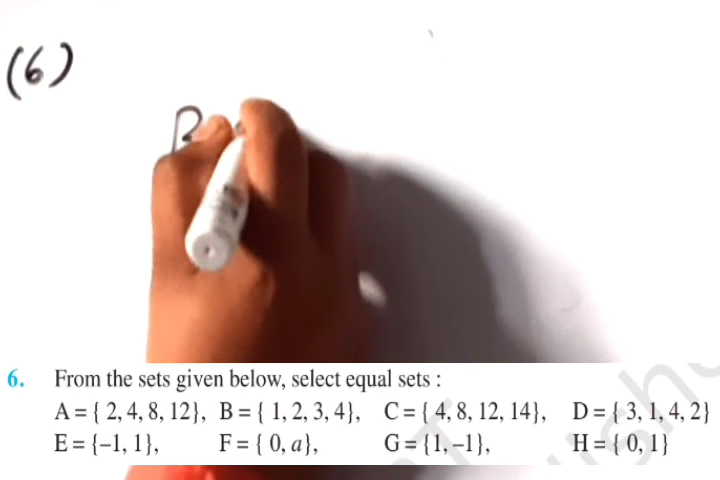 (6)
B
6. From the sets given below, select equal sets :
A = { 2, 4, 8, 12}, B = { 1, 2, 3, 4}, C = { 4, 8, 12, 14}, D = { 3, 1, 4, 2}
E = {–1, 1}, F = { 0, a}, G = {1, –1}, H = { 0, 1}